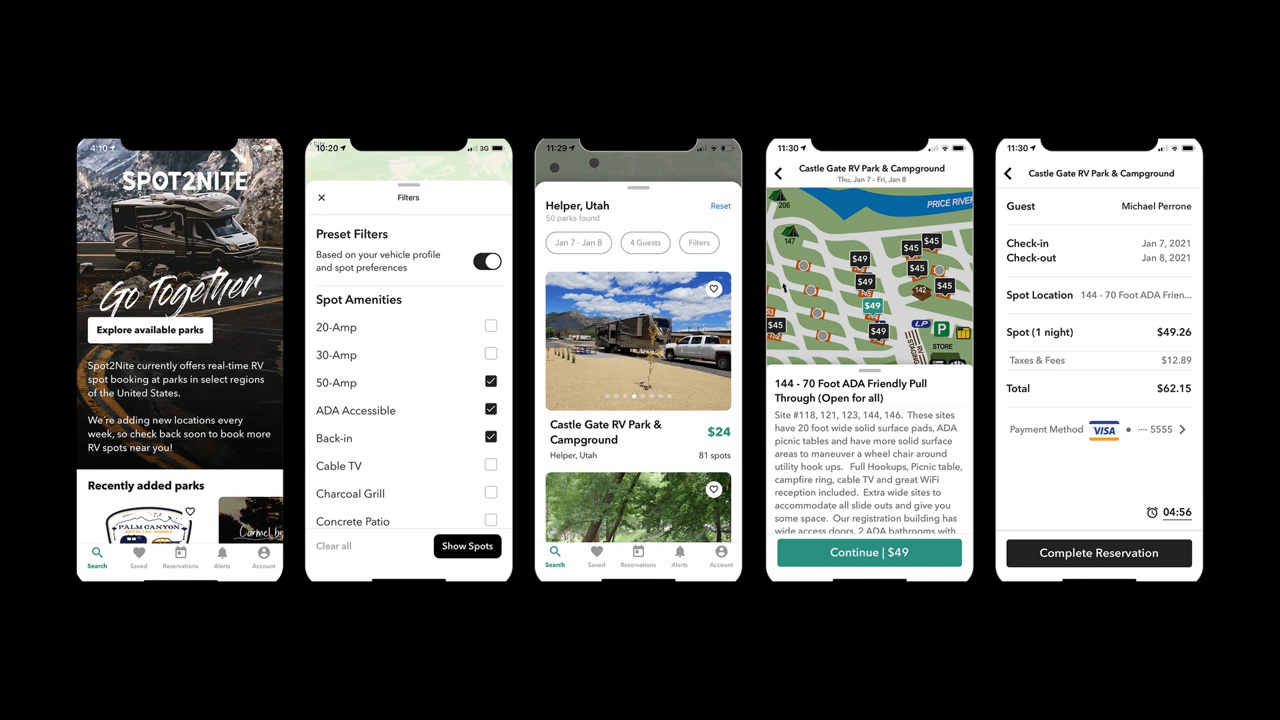 4:10
SPOT2NITE
Go Together.
Explore available parks
Spot2Nite currently offers real-time RV
spot booking at parks in select regions
of the United States.
We're adding new locations every
week, so check back soon to book more
RV spots near you!
Recently added parks
PALM CANYON
Search
Saved
Reservations
Alerts
Account
10:20
3G
Filters
Preset Filters
Based on your vehicle profile
and spot preferences
Spot Amenities
20-Amp
30-Amp
50-Amp
ADA Accessible
Back-in
Cable TV
Charcoal Grill
Concrete Patio
Clear all
Show Spots
11:29
Helper, Utah
Reset
50 parks found
Jan 7 - Jan 8
4 Guests
Filters
Castle Gate RV Park &
Campground
$24
Helper, Utah
81 spots
Search
Saved
Reservations
Alerts
Account
11:30
Castle Gate RV Park & Campground
Thu, Jan 7 - Fri, Jan 8
206
PRICE RIVER
147
$45
$45
$49
$45
$49
$45
142
$49
$45
$49
LP
P
STORE
144 - 70 Foot ADA Friendly Pull
Through (Open for all)
Site #118, 121, 123, 144, 146. These sites
have 20 foot wide solid surface pads, ADA
picnic tables and have more solid surface
areas to maneuver a wheel chair around
utility hook ups. Full Hookups, Picnic table,
campfire ring, cable TV and great WiFi
reception included. Extra wide sites to
accommodate all slide outs and give you
some space. Our registration building has
wide access doors, 2 ADA bathrooms with
Continue | $49
11:30
Castle Gate RV Park & Campground
Guest
Michael Perrone
Check-in
Jan 7, 2021
Check-out
Jan 8, 2021
Spot Location
144 - 70 Foot ADA Frien...
Spot (1 night)
$49.26
Taxes & Fees
$12.89
Total
$62.15
Payment Method
VISA
···· 5555
04:56
Complete Reservation